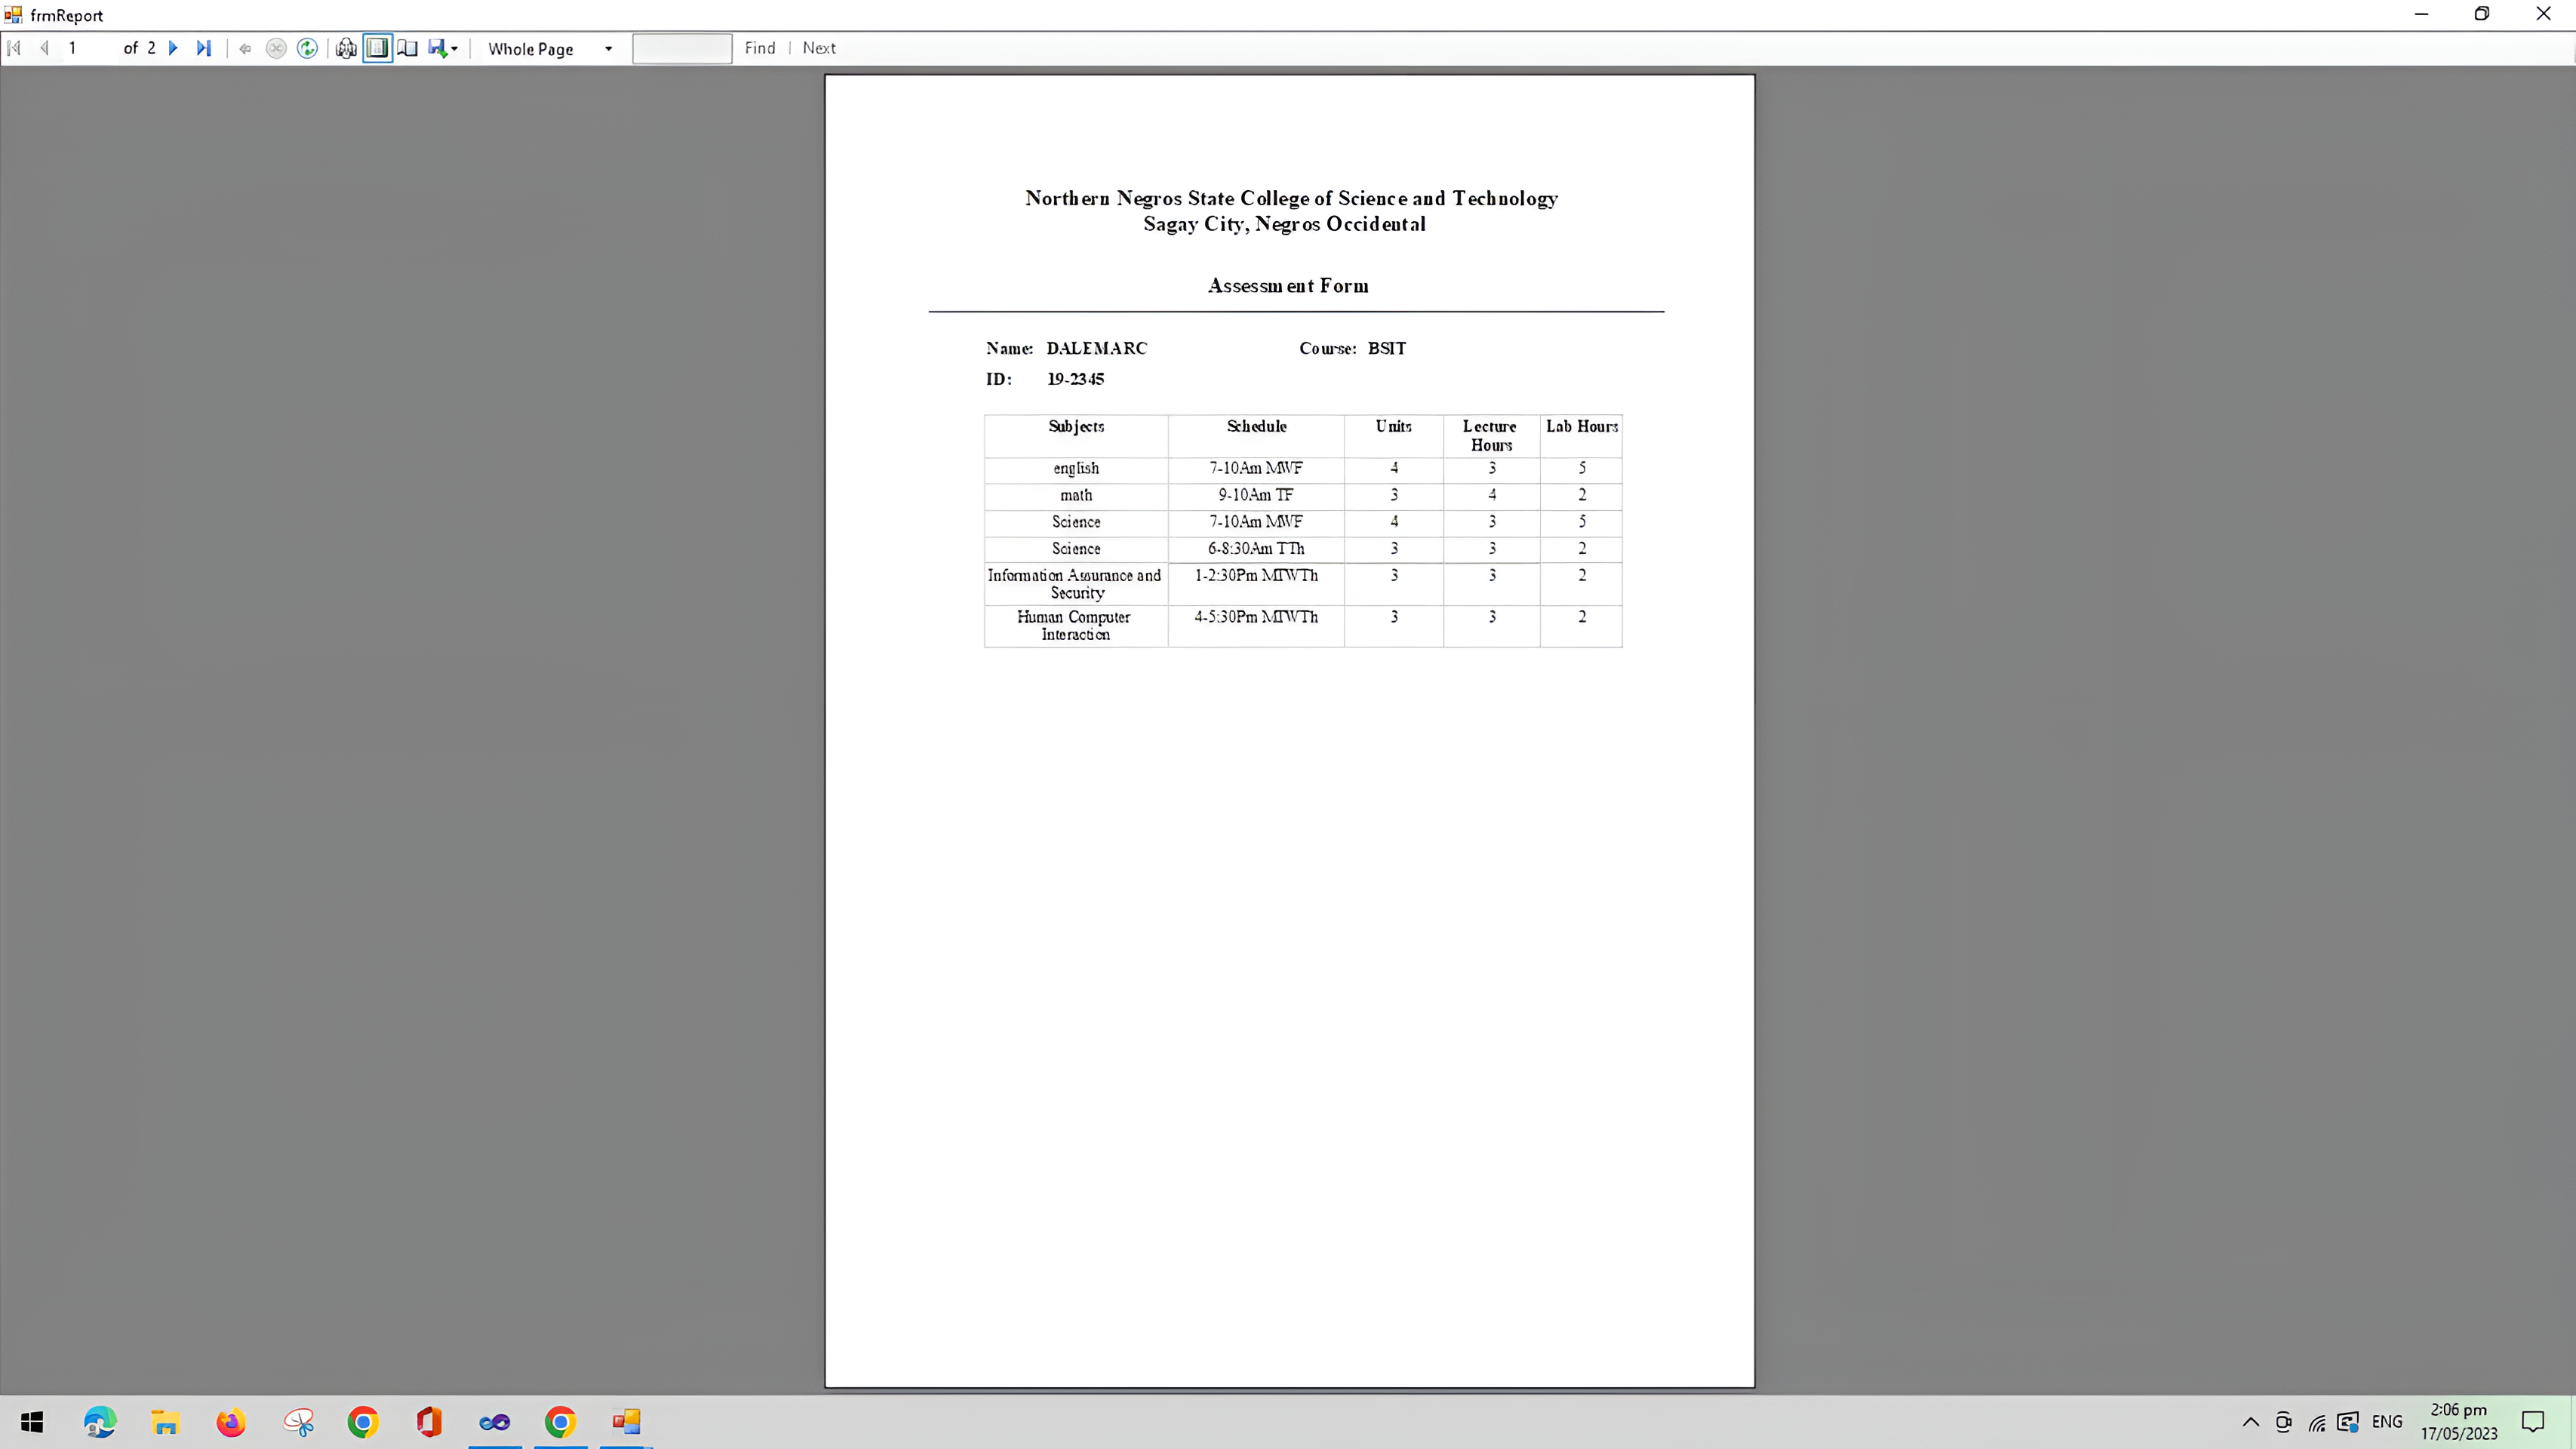 frmReport
1 of 2 Whole Page Find | Next
Northern Negros State College of Science and Technology
Sagay City, Negros Occidental
Assessment Form
Name: DALEMARC Course: BSIT
ID: 19-2345
Subjects Schedule Units Lecture Hours Lab Hours
english 7-10Am MWF 4 3 5
math 9-10Am TF 3 4 2
Science 7-10Am MWF 4 3 5
Science 6-8:30Am TTh 3 3 2
Information Assurance and Security 1-2:30Pm MTWTh 3 3 2
Human Computer Interaction 4-5:30Pm MTWTh 3 3 2
ENG
2:06 pm
17/05/2023